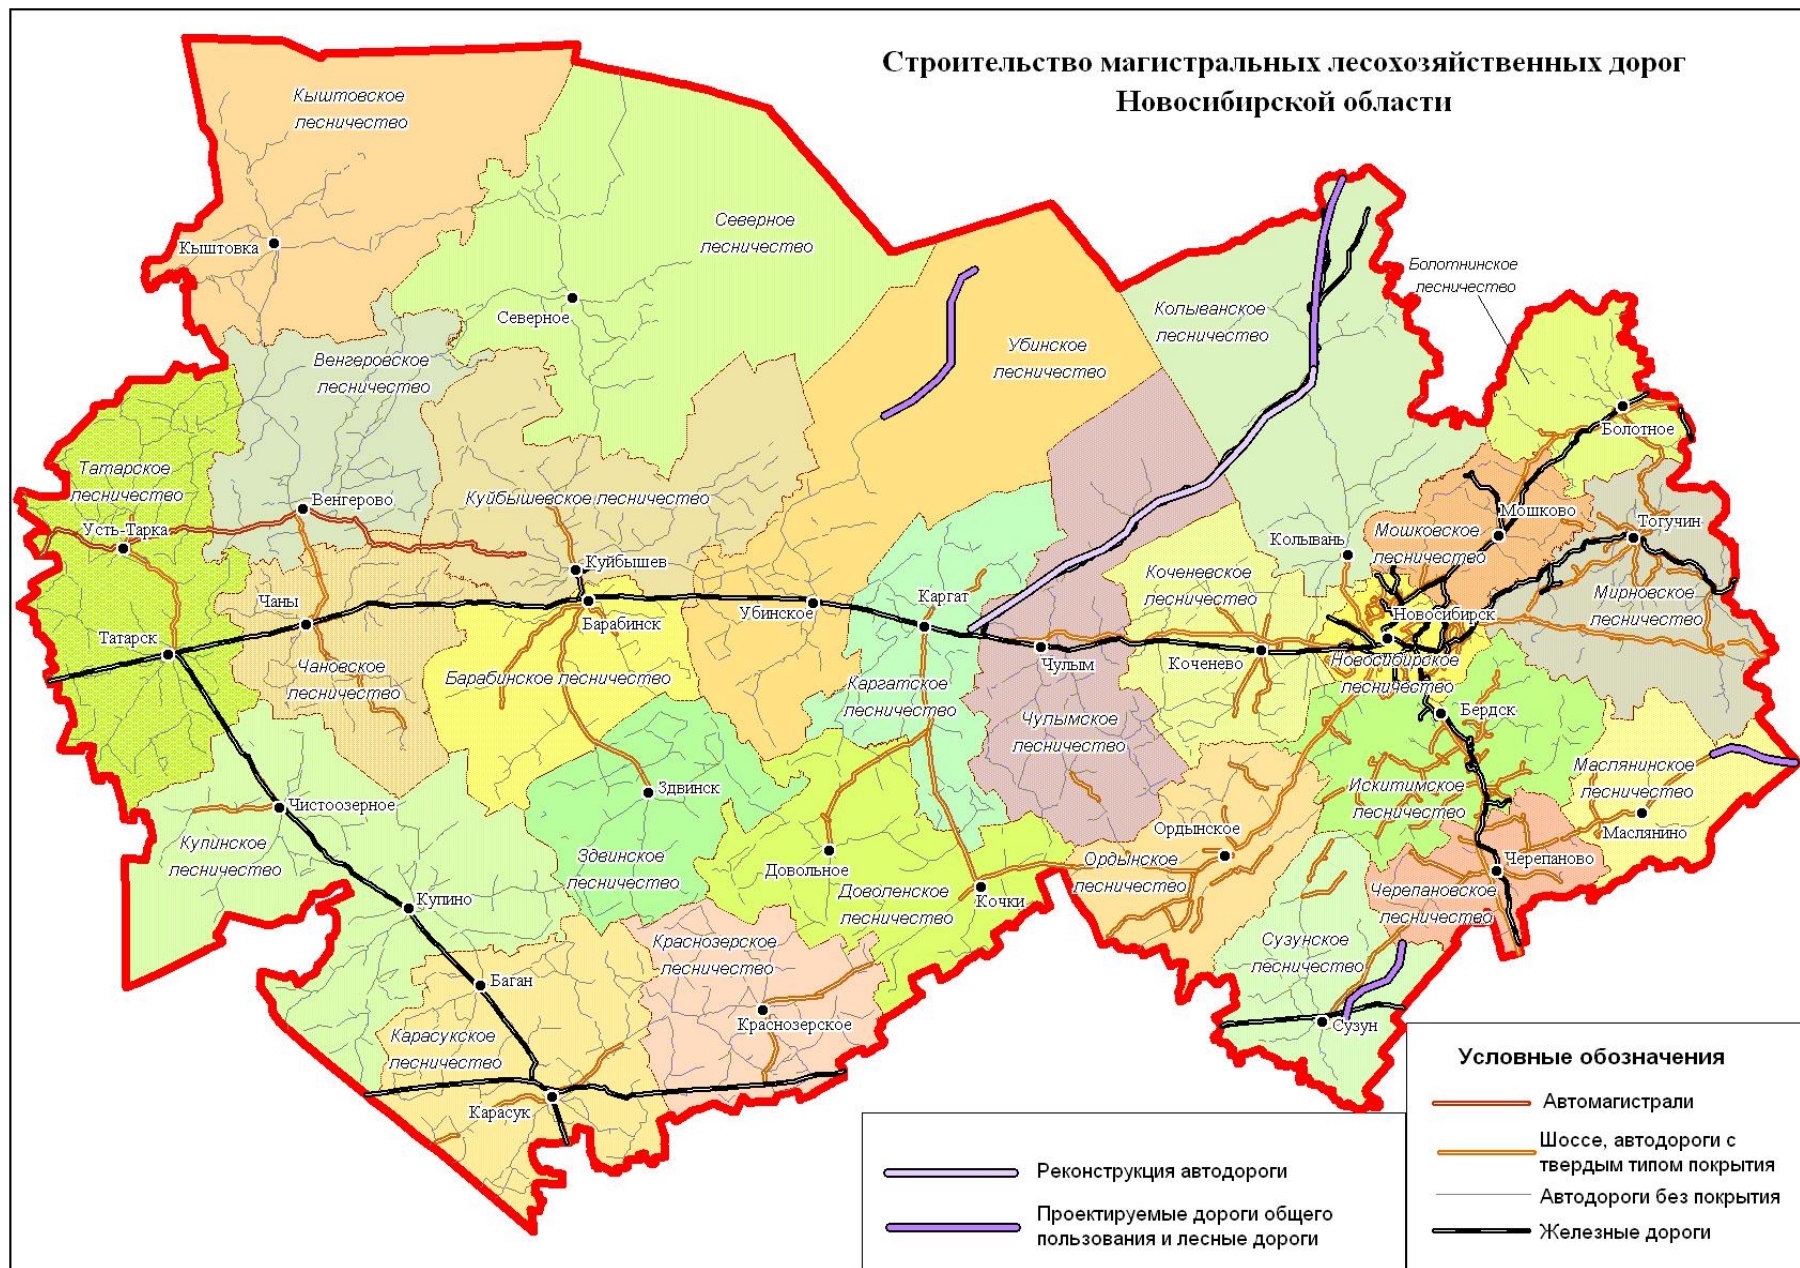 Строительство магистральных лесохозяйственных дорог
Новосибирской области
Кыштовское
лесничество
Кыштовка
Северное
лесничество
Северное
Венгеровское
лесничество
Венгерово
Убинское
лесничество
Колыванское
лесничество
Болотнинское
лесничество
Болотное
Татарское
лесничество
Усть-Тарка
Куйбышевское лесничество
Куйбышев
Мошково
Мошковское
лесничество
Тогучин
Колывань
Коченевское
лесничество
Мирновское
лесничество
Чаны
Барабинск
Убинское
Каргат
Новосибирск
Татарск
Чановское
лесничество
Барабинское лесничество
Каргатское
лесничество
Чулым
Коченево
Новосибирское
лесничество
Чулымское
лесничество
Бердск
Маслянинское
лесничество
Искитимское
лесничество
Чистоозерное
Здвинск
Маслянино
Купинское
лесничество
Здвинское
лесничество
Довольное
Доволенское
лесничество
Кочки
Ордынское
Ордынское
лесничество
Черепаново
Черепановское
лесничество
Купино
Краснозерское
лесничество
Сузунское
лесничество
Баган
Краснозерское
Сузун
Карасукское
лесничество
Карасук
Реконструкция автодороги
Проектируемые дороги общего
пользования и лесные дороги
Условные обозначения
Автомагистрали
Шоссе, автодороги с
твердым типом покрытия
Автодороги без покрытия
Железные дороги